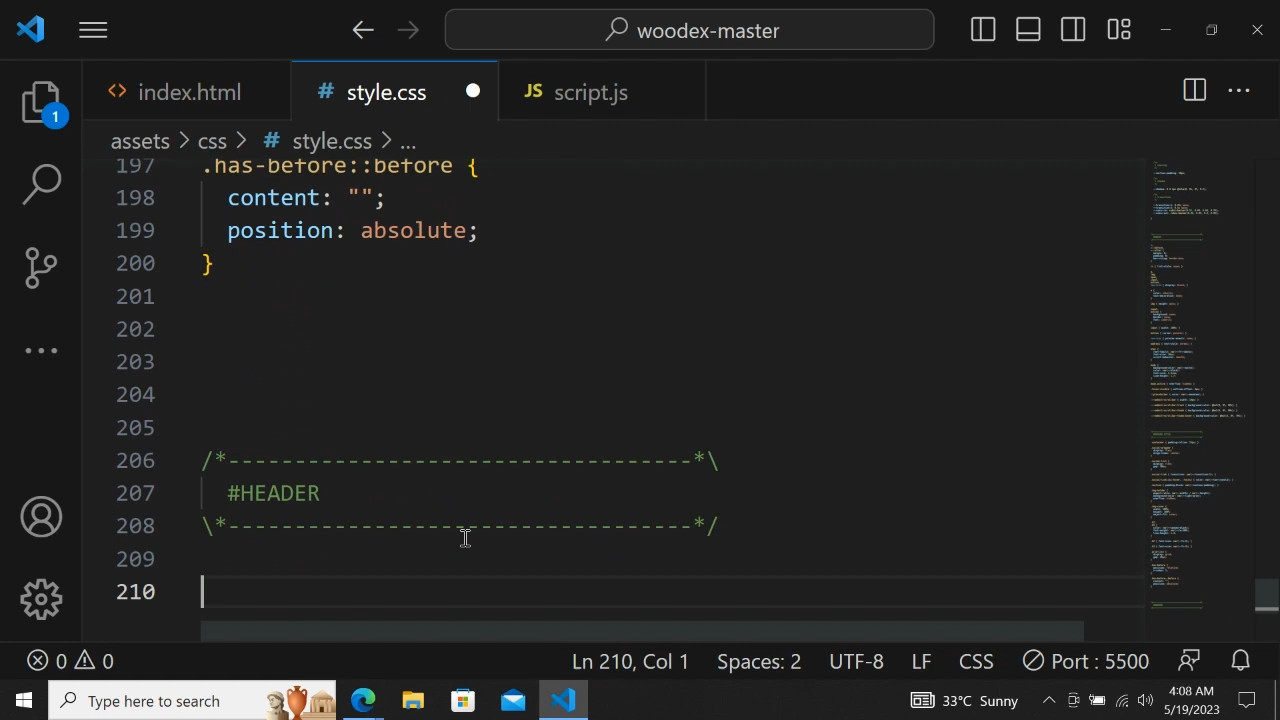 woodex-master
index.html
style.css
JS script.js
1
assets > css > # style.css > ...
197 .has-before::before {
198 content: "";
199 position: absolute;
200 }
201
202
203
204
205
206 /*-----------------------------------*\
207 #HEADER
208 \*-----------------------------------*/
209
210
0 0 Ln 210, Col 1 Spaces: 2 UTF-8 LF CSS Port : 5500
Type here to search
33°C Sunny
4:08 AM
5/19/2023